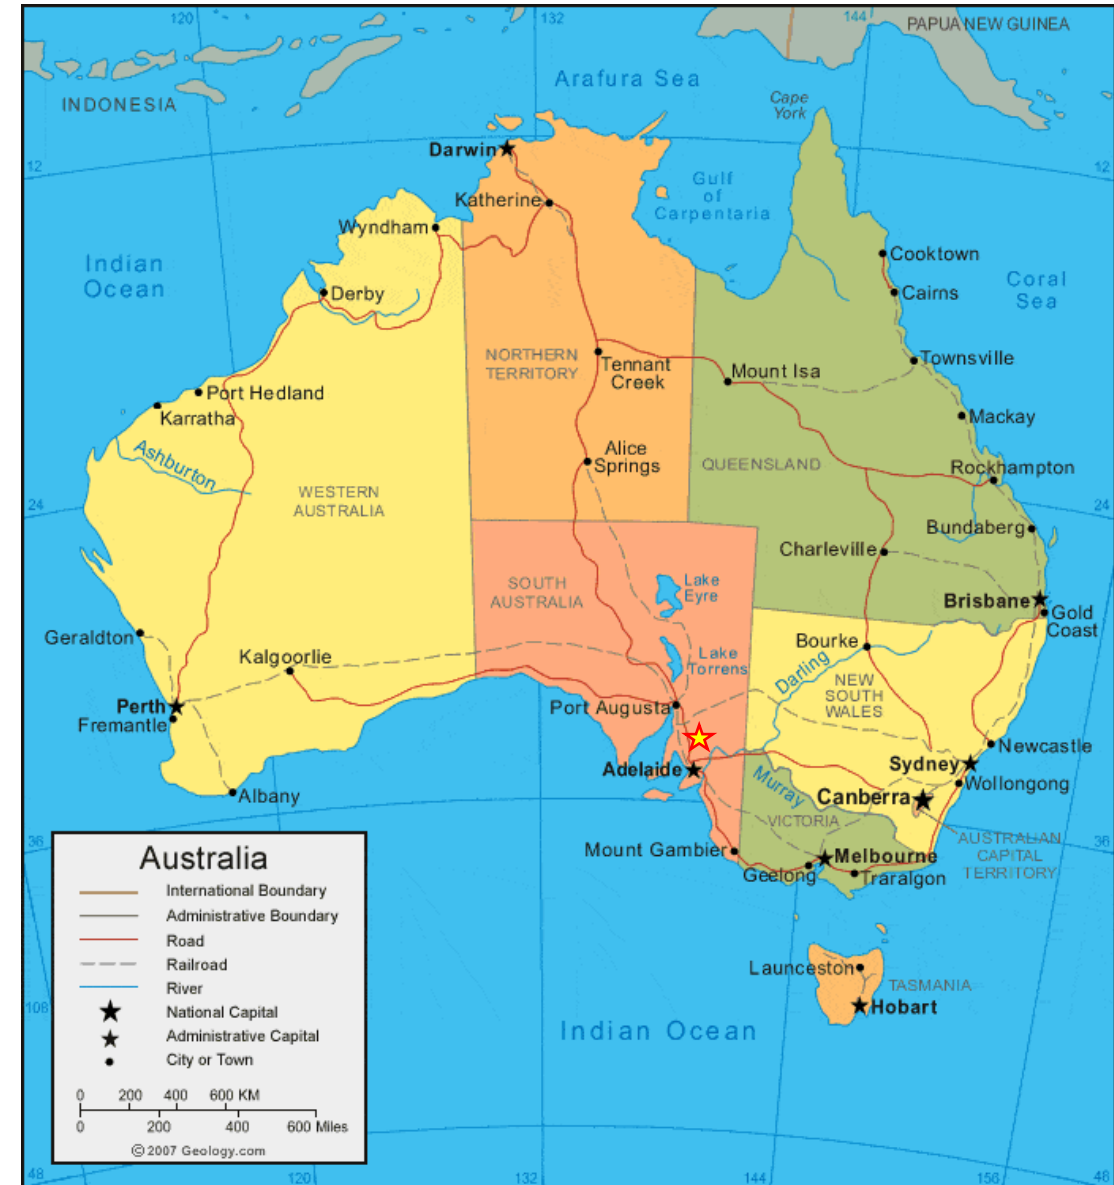 120
132
144
PAPUA NEW GUINEA
INDONESIA
Arafura Sea
Cape
York
12
12
Darwin
Gulf
of
Carpentaria
Katherine
Wyndham
Cooktown
Indian
Ocean
Coral
Sea
Derby
Cairns
NORTHERN
TERRITORY
Tennant
Creek
Townsville
Mount Isa
Port Hedland
Karratha
Mackay
Ashburton
Alice
Springs
QUEENSLAND
Rockhampton
WESTERN
AUSTRALIA
24
24
Bundaberg
Charleville
SOUTH
AUSTRALIA
Lake
Eyre
Brisbane
Gold
Coast
Geraldton
Bourke
Kalgoorlie
Lake
Torrens
Darling
NEW
SOUTH
WALES
Perth
Fremantle
Port Augusta
Newcastle
Adelaide
Sydney
Murray
Wollongong
Albany
Canberra
VICTORIA
36
36
AUSTRALIAN
CAPITAL
TERRITORY
Mount Gambier
Melbourne
Geelong
Traralgon
Launceston
TASMANIA
Hobart
Indian Ocean
108
Australia
International Boundary
Administrative Boundary
Road
Railroad
River
National Capital
Administrative Capital
City or Town
0 200 400 600 KM
0 200 400 600 Miles
©2007 Geology.com
48
120
132
144
156
48